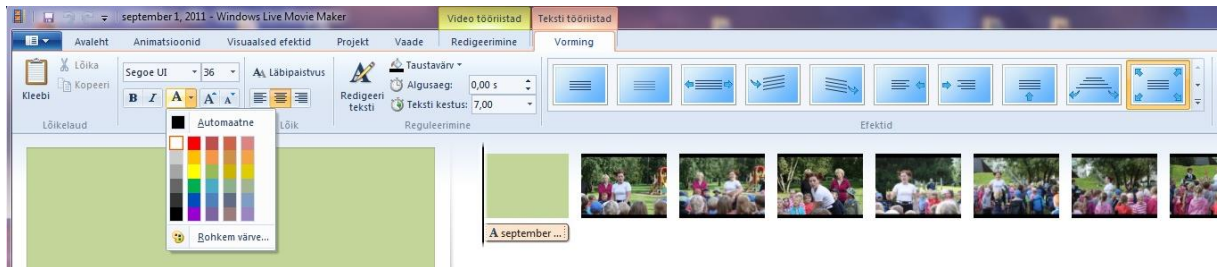 september 1, 2011 - Windows Live Movie Maker
Video tööriistad
Teksti tööriistad
Avaleht
Animatsioonid
Visuaalsed efektid
Projekt
Vaade
Redigeerimine
Vorming
Kleebi
Lõika
Kopeeri
Lõikelaud
Segoe UI
36
Läbipaistvus
B I A A A
Lõik
Redigeeri
teksti
Taustavärv
Algusaeg: 0,00 s
Teksti kestus: 7,00
Reguleerimine
Efektid
Automaatne
Rohkem värve...
A september ...